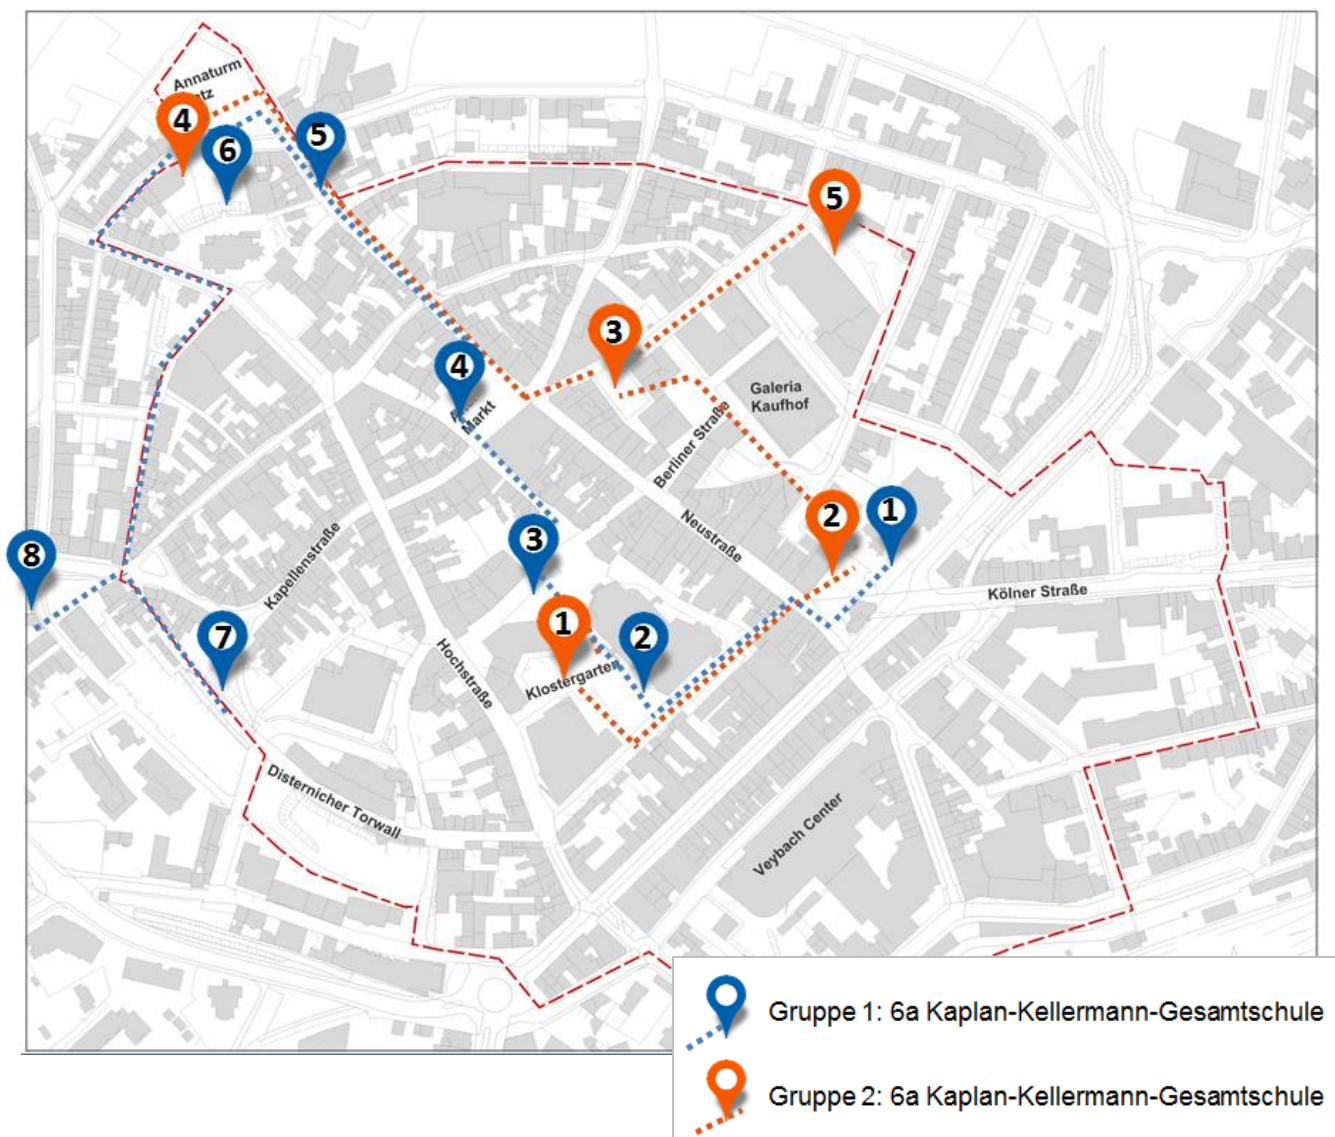 Annaturm
4
6
5
5
3
4
Galeria
Kaufhof
Markt
Berliner Straße
2
1
Neustraße
3
8
Kapellenstraße
Kölner Straße
7
1
2
Klostergarten
Hochstraße
Disternicher Torwall
Veybach Center
Gruppe 1: 6a Kaplan-Kellermann-Gesamtschule
Gruppe 2: 6a Kaplan-Kellermann-Gesamtschule